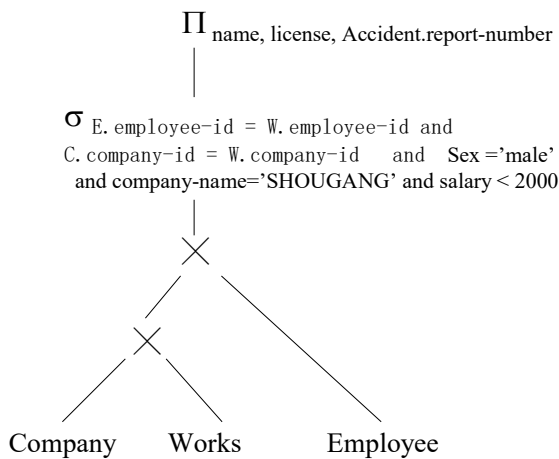 Π name, license, Accident.report-number
σ E.employee-id = W.employee-id and
C.company-id = W.company-id and Sex ='male'
and company-name='SHOUGANG' and salary < 2000
×
×
Company Works Employee